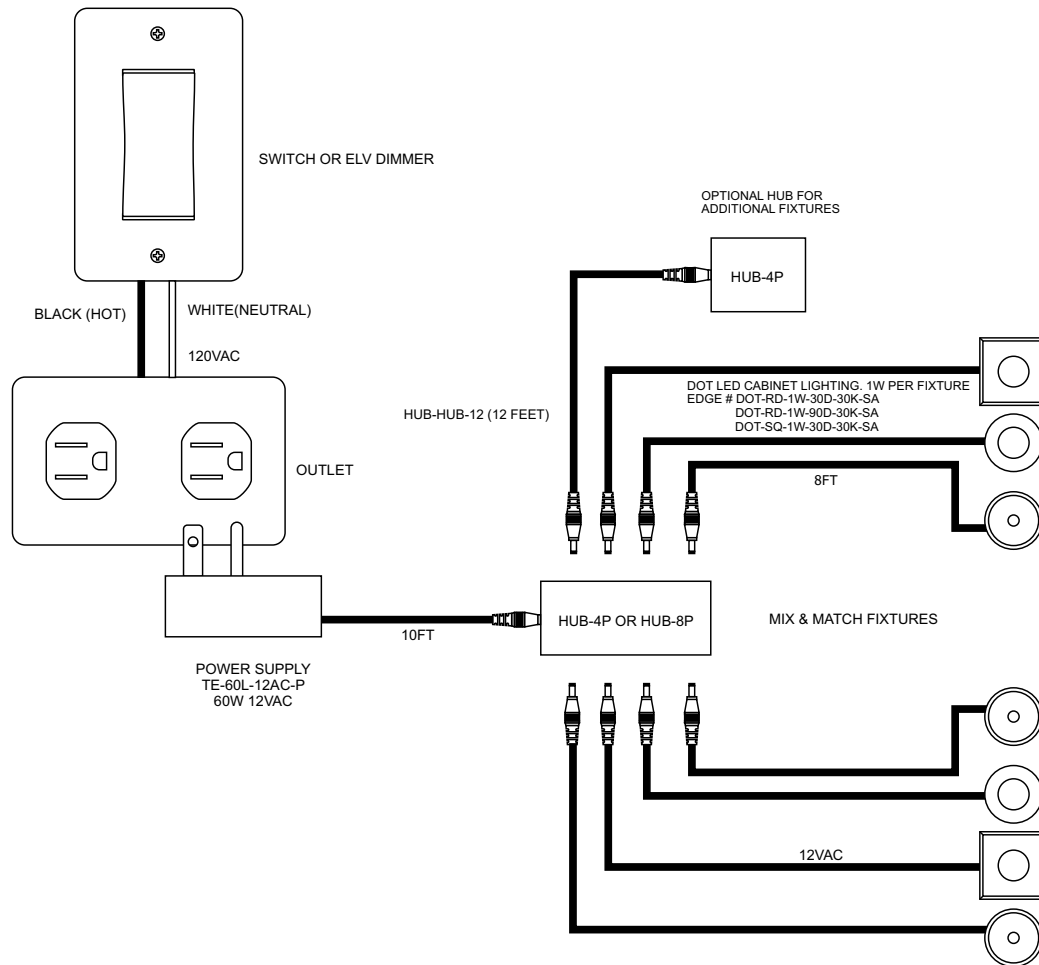 SWITCH OR ELV DIMMER
OPTIONAL HUB FOR
ADDITIONAL FIXTURES
HUB-4P
BLACK (HOT)
WHITE(NEUTRAL)
120VAC
DOT LED CABINET LIGHTING. 1W PER FIXTURE
EDGE # DOT-RD-1W-30D-30K-SA
DOT-RD-1W-90D-30K-SA
DOT-SQ-1W-30D-30K-SA
HUB-HUB-12 (12 FEET)
OUTLET
8FT
HUB-4P OR HUB-8P
MIX & MATCH FIXTURES
10FT
POWER SUPPLY
TE-60L-12AC-P
60W 12VAC
12VAC